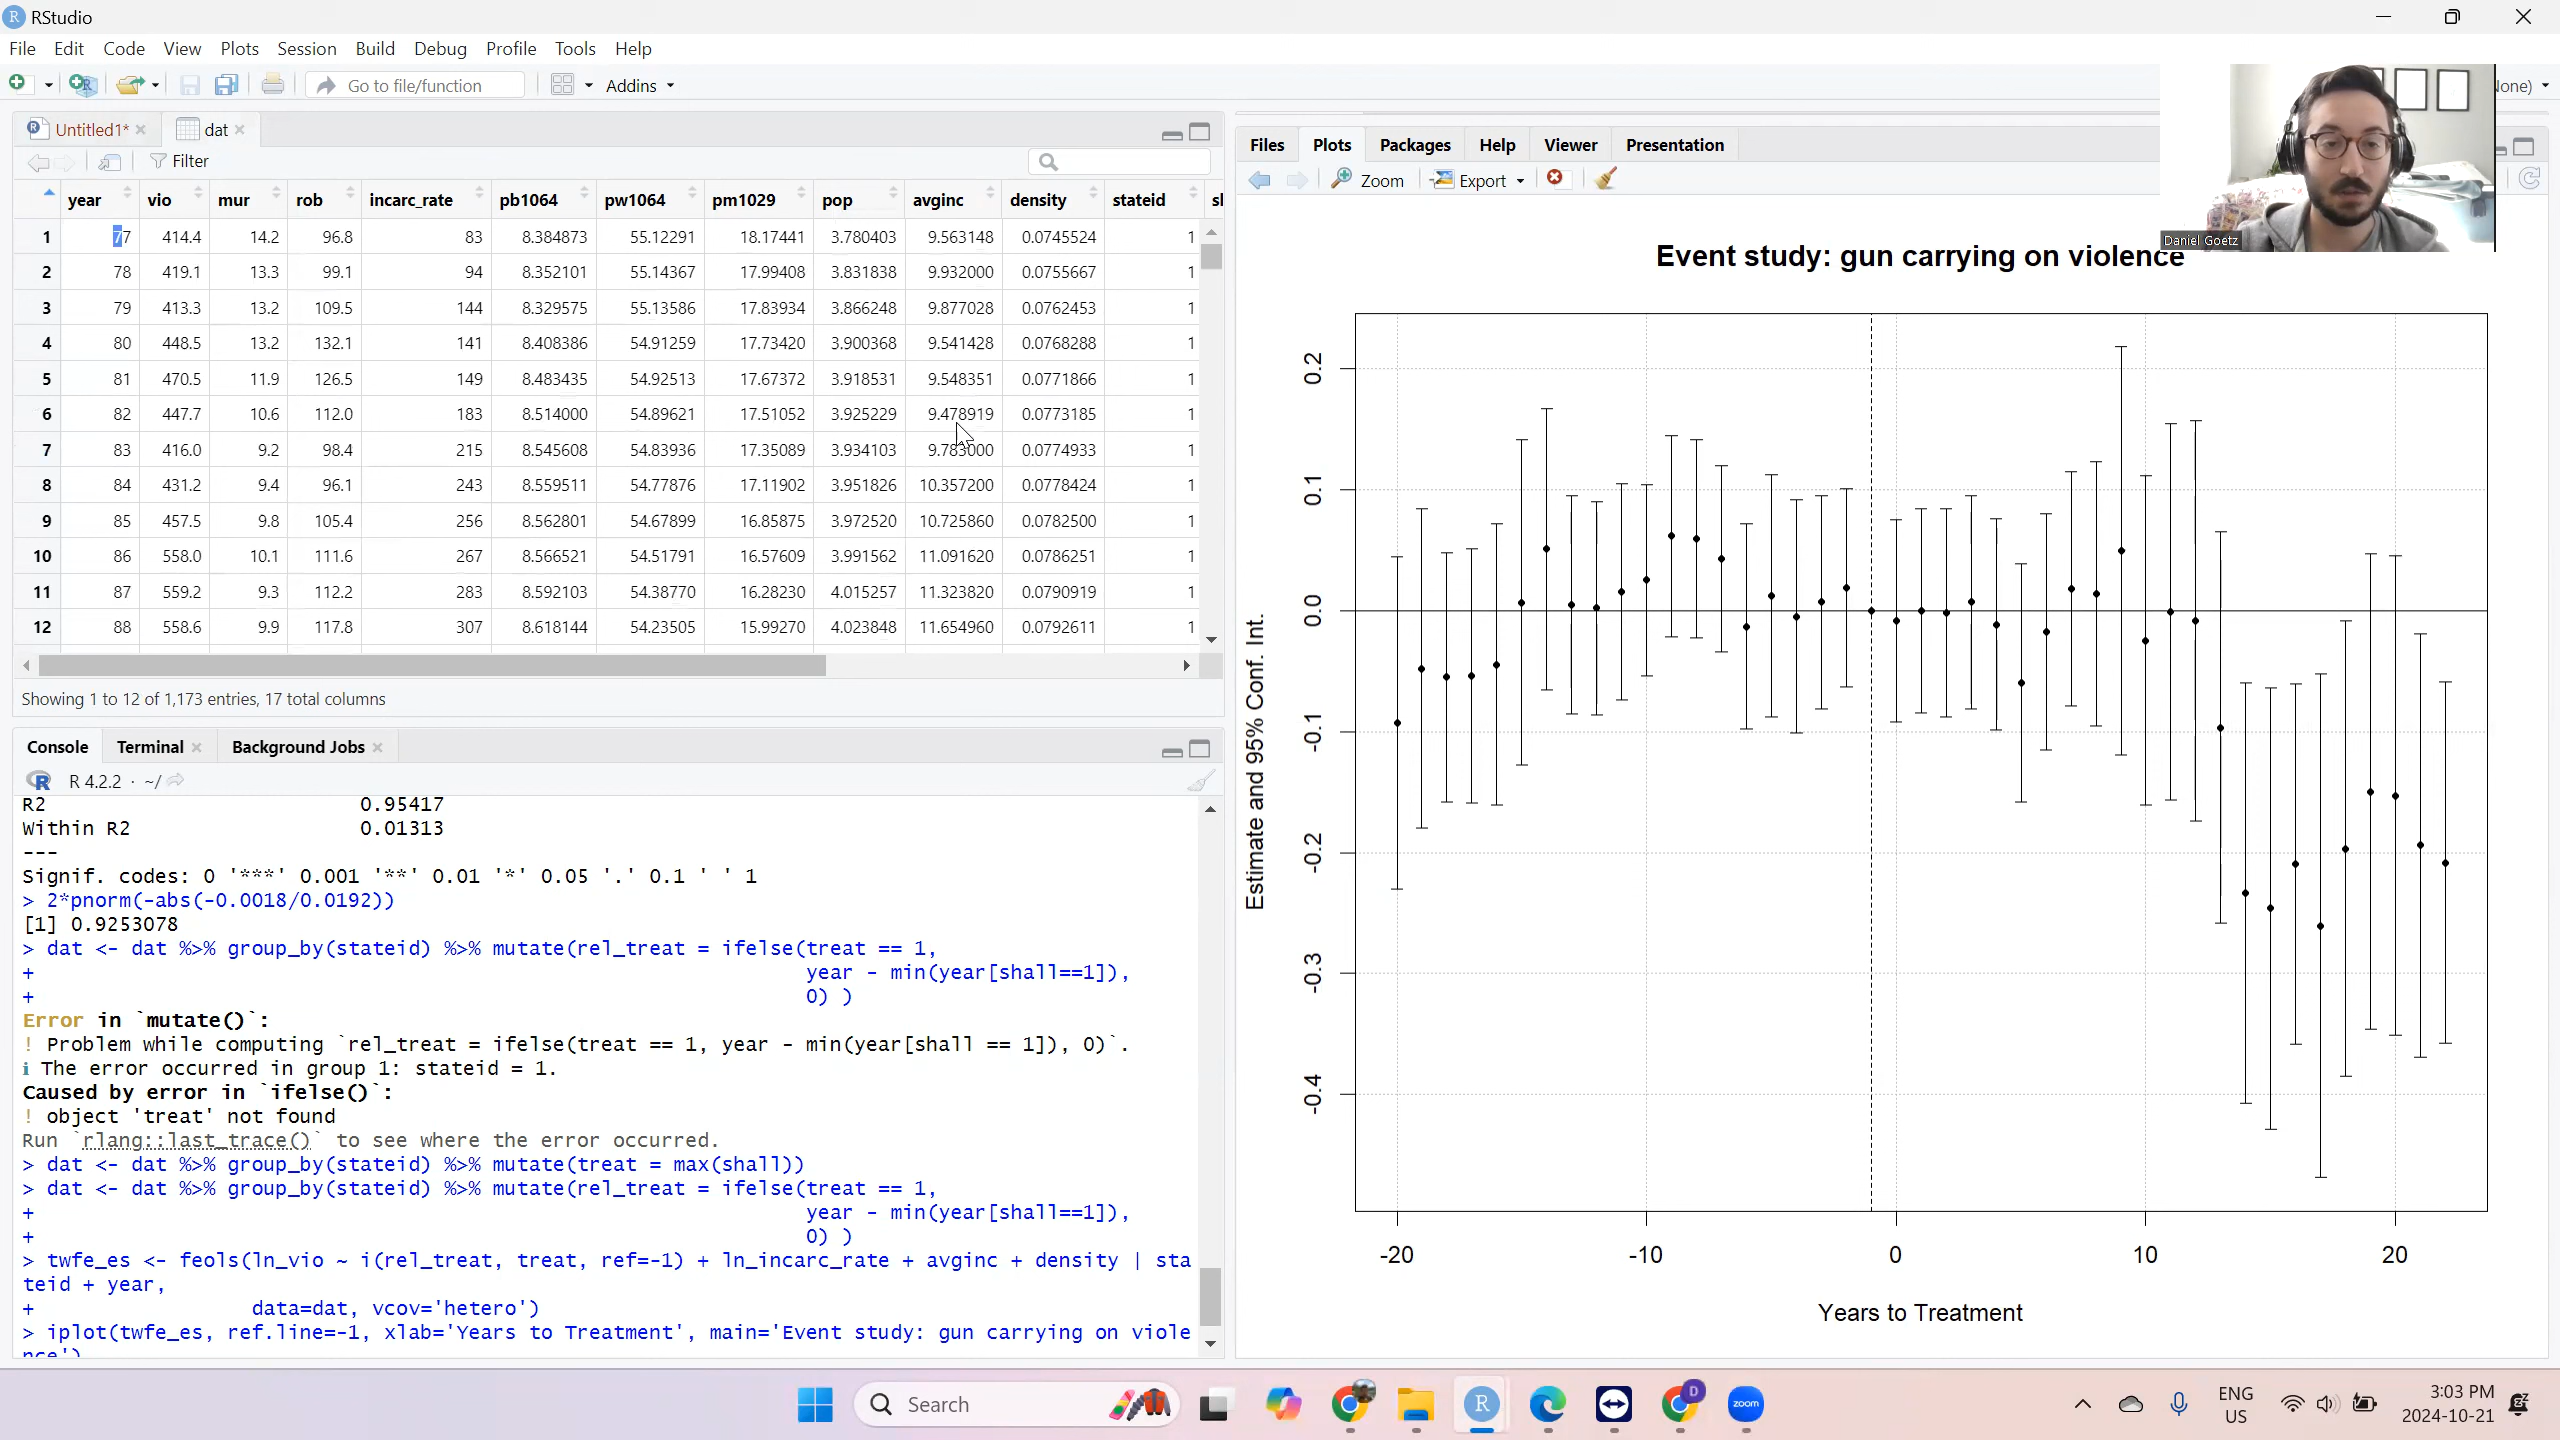 RStudio
File Edit Code View Plots Session Build Debug Profile Tools Help
Go to file/function Addins
Untitled1* dat
Filter
year vio mur rob incarc_rate pb1064 pw1064 pm1029 pop avginc density stateid
1 77 414.4 14.2 96.8 83 8.384873 55.12291 18.17441 3.780403 9.563148 0.0745524 1
2 78 419.1 13.3 99.1 94 8.352101 55.14367 17.99408 3.831838 9.932000 0.0755667 1
3 79 413.3 13.2 109.5 144 8.329575 55.13586 17.83934 3.866248 9.877028 0.0762453 1
4 80 448.5 13.2 132.1 141 8.408386 54.91259 17.73420 3.900368 9.541428 0.0768288 1
5 81 470.5 11.9 126.5 149 8.483435 54.92513 17.67372 3.918531 9.548351 0.0771866 1
6 82 447.7 10.6 112.0 183 8.514000 54.89621 17.51052 3.925229 9.478919 0.0773185 1
7 83 416.0 9.2 98.4 215 8.545608 54.83936 17.35089 3.934103 9.783000 0.0774933 1
8 84 431.2 9.4 96.1 243 8.559511 54.77876 17.11902 3.951826 10.357200 0.0778424 1
9 85 457.5 9.8 105.4 256 8.562801 54.67899 16.85875 3.972520 10.725860 0.0782500 1
10 86 558.0 10.1 111.6 267 8.566521 54.51791 16.57609 3.991562 11.091620 0.0786251 1
11 87 559.2 9.3 112.2 283 8.592103 54.38770 16.28230 4.015257 11.323820 0.0790919 1
12 88 558.6 9.9 117.8 307 8.618144 54.23505 15.99270 4.023848 11.654960 0.0792611 1
Showing 1 to 12 of 1,173 entries, 17 total columns
Console Terminal Background Jobs
R 4.2.2 · ~/
R2 0.95417
Within R2 0.01313
---
Signif. codes: 0 '***' 0.001 '**' 0.01 '*' 0.05 '.' 0.1 ' ' 1
> 2*pnorm(-abs(-0.0018/0.0192))
[1] 0.9253078
> dat <- dat %>% group_by(stateid) %>% mutate(rel_treat = ifelse(treat == 1,
+ year - min(year[shall==1]),
+ 0) )
Error in `mutate()`:
! Problem while computing `rel_treat = ifelse(treat == 1, year - min(year[shall == 1]), 0)`.
ℹ The error occurred in group 1: stateid = 1.
Caused by error in `ifelse()`:
! object 'treat' not found
Run `rlang::last_trace()` to see where the error occurred.
> dat <- dat %>% group_by(stateid) %>% mutate(treat = max(shall))
> dat <- dat %>% group_by(stateid) %>% mutate(rel_treat = ifelse(treat == 1,
+ year - min(year[shall==1]),
+ 0) )
> twfe_es <- feols(ln_vio ~ i(rel_treat, treat, ref=-1) + ln_incarc_rate + avginc + density | sta
teid + year,
+ data=dat, vcov='hetero')
> iplot(twfe_es, ref.line=-1, xlab='Years to Treatment', main='Event study: gun carrying on viole
nce')
Files Plots Packages Help Viewer Presentation
Zoom Export
Daniel Goetz
Event study: gun carrying on violence
Estimate and 95% Conf. Int.
0.2
0.1
0.0
-0.1
-0.2
-0.3
-0.4
-20 -10 0 10 20
Years to Treatment
Search
zoom
D
ENG
US
3:03 PM
2024-10-21